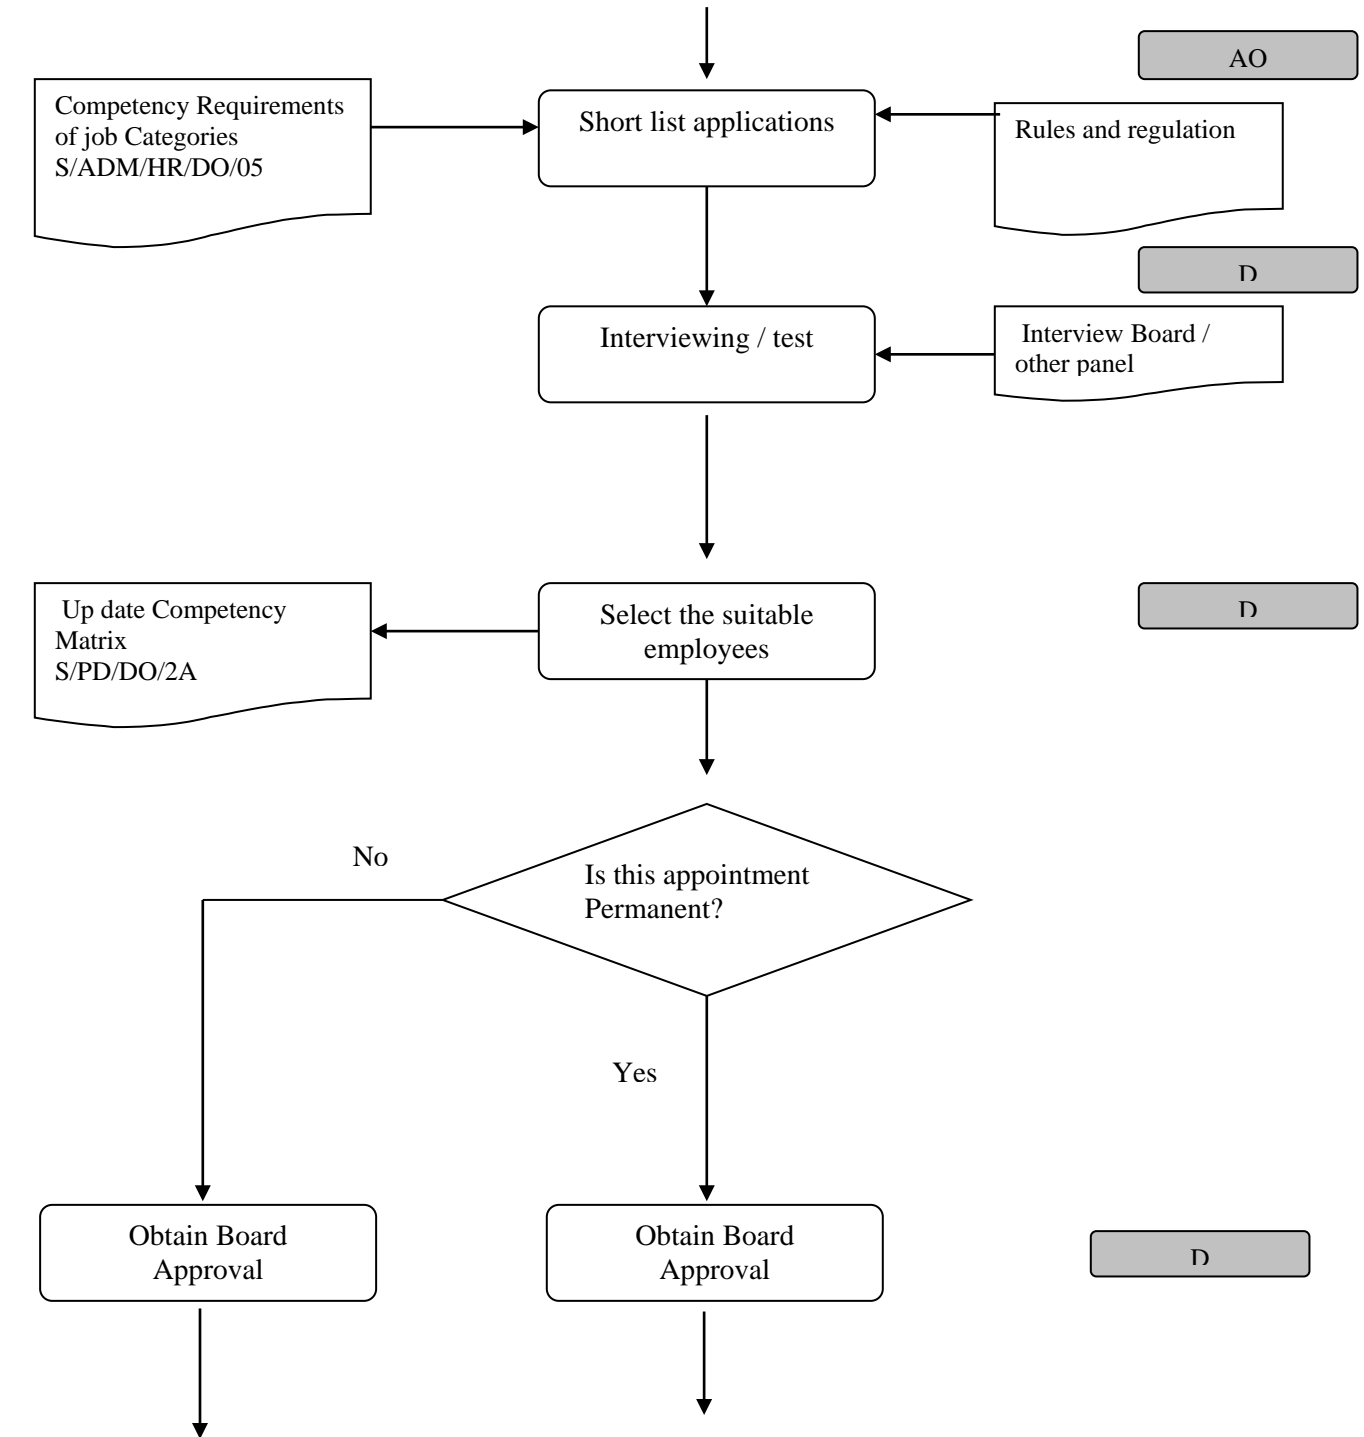 AO
Competency Requirements
of job Categories
S/ADM/HR/DO/05
Short list applications
Rules and regulation
D
Interviewing / test
Interview Board /
other panel
Up date Competency
Matrix
S/PD/DO/2A
Select the suitable
employees
D
No
Is this appointment
Permanent?
Yes
Obtain Board
Approval
Obtain Board
Approval
D